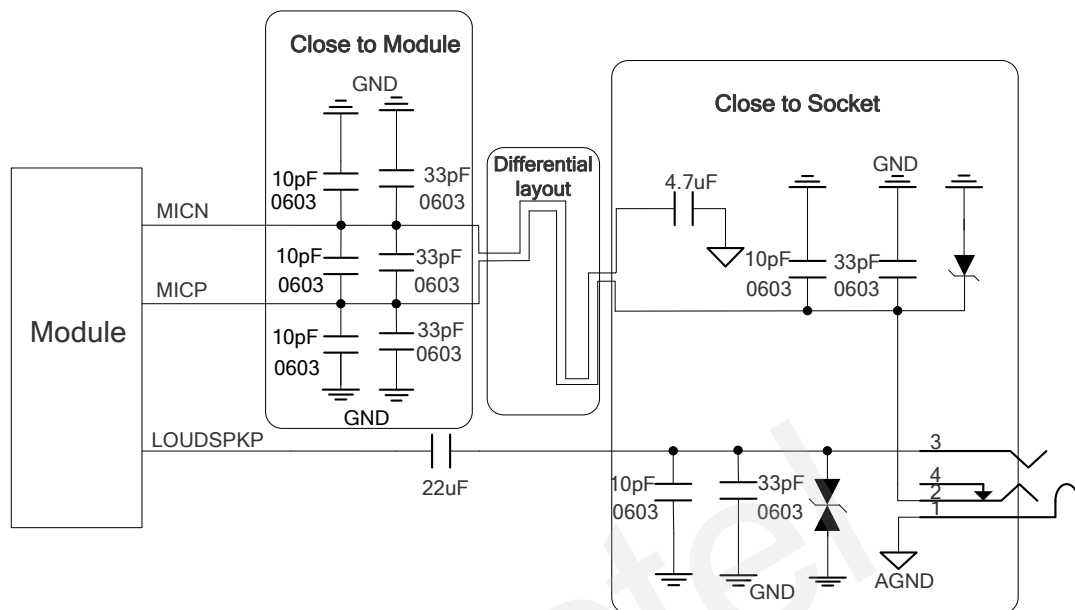 Close to Module
GND
10pF
0603
33pF
0603
MICN
10pF
0603
33pF
0603
MICP
10pF
0603
33pF
0603
GND
Module
LOUDSPKP
22uF
Differential
layout
Close to Socket
4.7uF
GND
10pF
0603
33pF
0603
10pF
0603
33pF
0603
GND
3
4
2
1
AGND